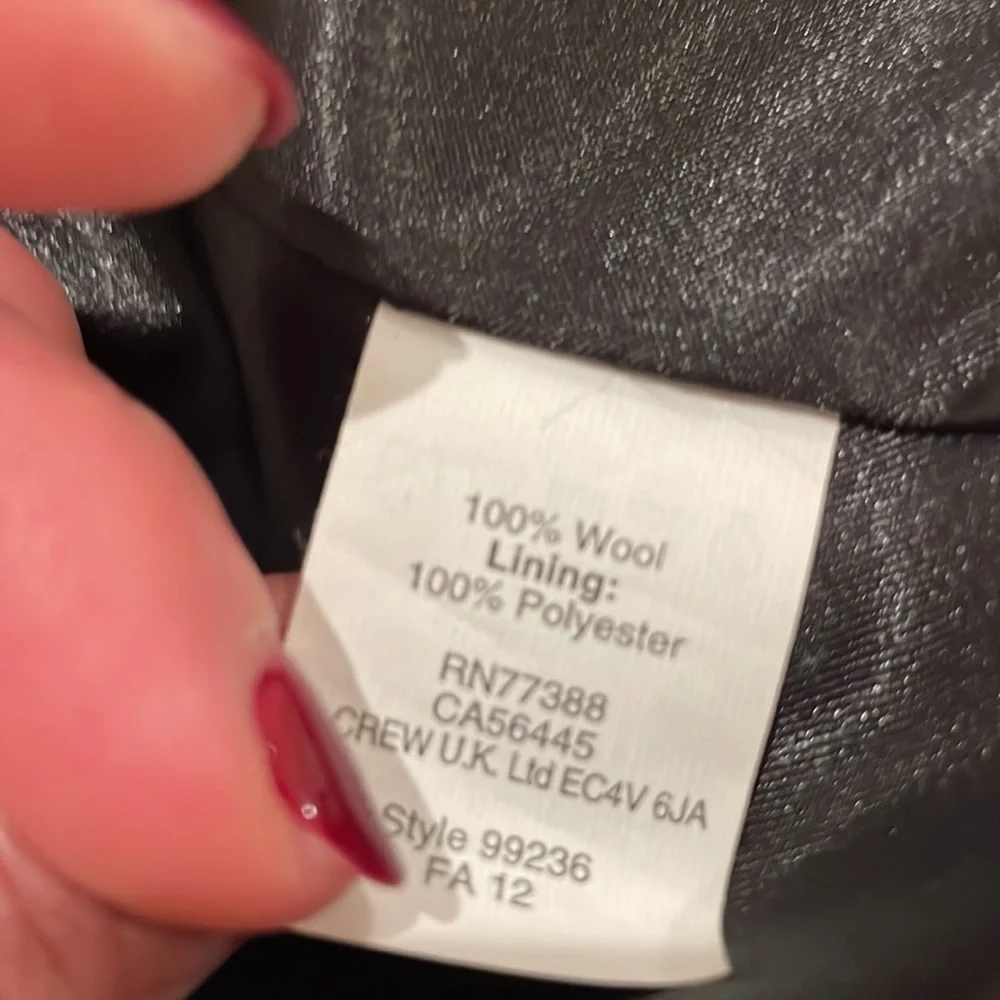 100% Wool
Lining:
100% Polyester
RN77388
CA56445
CREW U.K. Ltd EC4V 6JA
Style 99236
FA 12